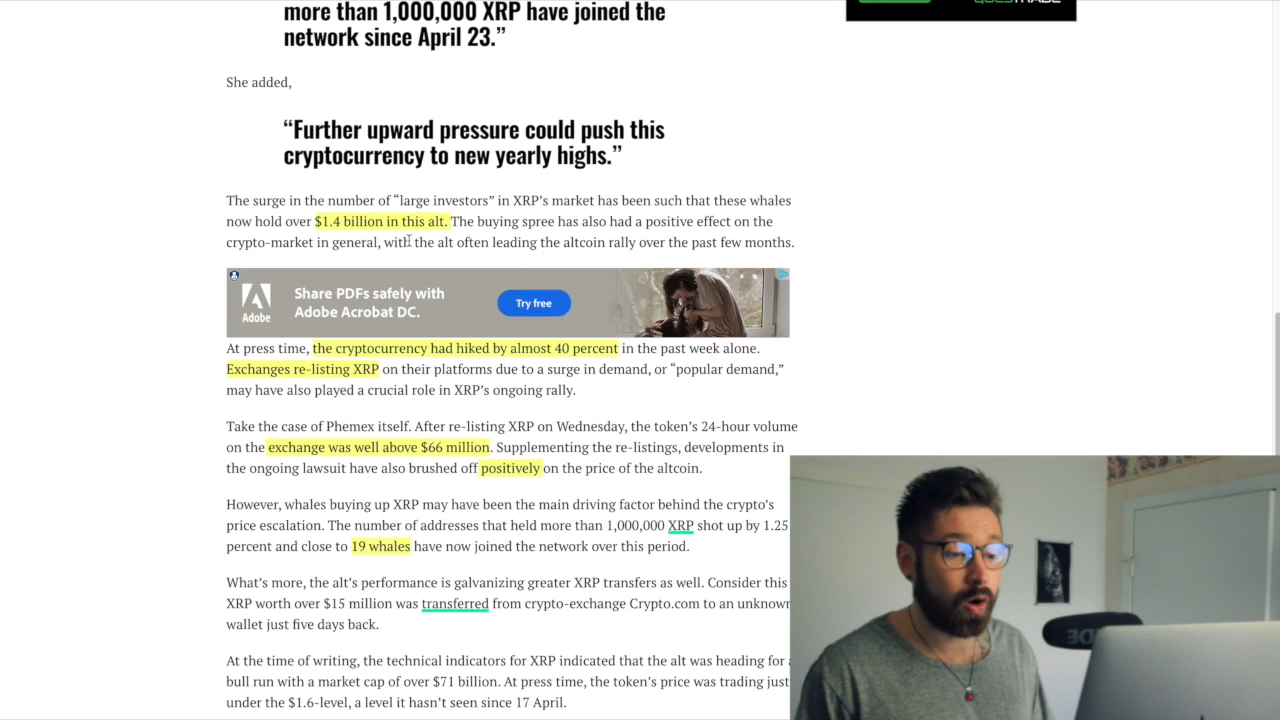 more than 1,000,000 XRP have joined the
network since April 23.”
She added,
“Further upward pressure could push this
cryptocurrency to new yearly highs.”
The surge in the number of “large investors” in XRP’s market has been such that these whales
now hold over $1.4 billion in this alt. The buying spree has also had a positive effect on the
crypto-market in general, with the alt often leading the altcoin rally over the past few months.
Adobe
Share PDFs safely with
Adobe Acrobat DC.
Try free
At press time, the cryptocurrency had hiked by almost 40 percent in the past week alone.
Exchanges re-listing XRP on their platforms due to a surge in demand, or “popular demand,”
may have also played a crucial role in XRP’s ongoing rally.
Take the case of Phemex itself. After re-listing XRP on Wednesday, the token’s 24-hour volume
on the exchange was well above $66 million. Supplementing the re-listings, developments in
the ongoing lawsuit have also brushed off positively on the price of the altcoin.
However, whales buying up XRP may have been the main driving factor behind the crypto’s
price escalation. The number of addresses that held more than 1,000,000 XRP shot up by 1.25
percent and close to 19 whales have now joined the network over this period.
What’s more, the alt’s performance is galvanizing greater XRP transfers as well. Consider this
XRP worth over $15 million was transferred from crypto-exchange Crypto.com to an unknown
wallet just five days back.
At the time of writing, the technical indicators for XRP indicated that the alt was heading for
bull run with a market cap of over $71 billion. At press time, the token’s price was trading just
under the $1.6-level, a level it hasn’t seen since 17 April.